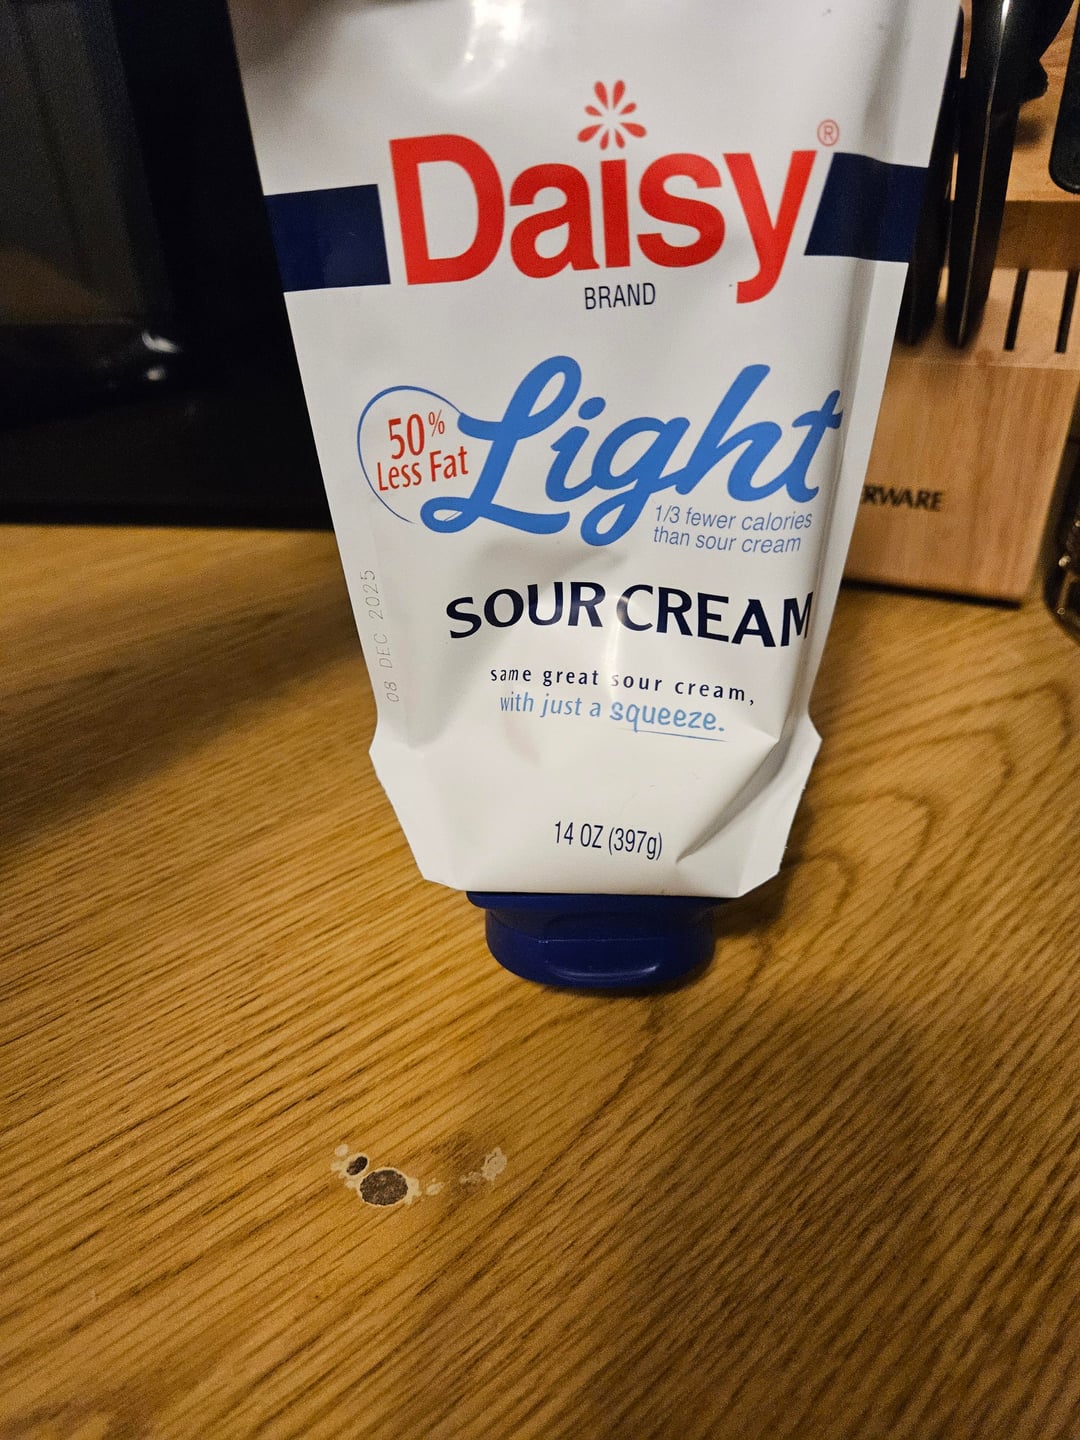 Daisy®
BRAND
50%
Less Fat
Light
1/3 fewer calories
than sour cream
SOUR CREAM
same great sour cream,
with just a squeeze.
14 OZ (397g)
08 DEC 2025
RWARE